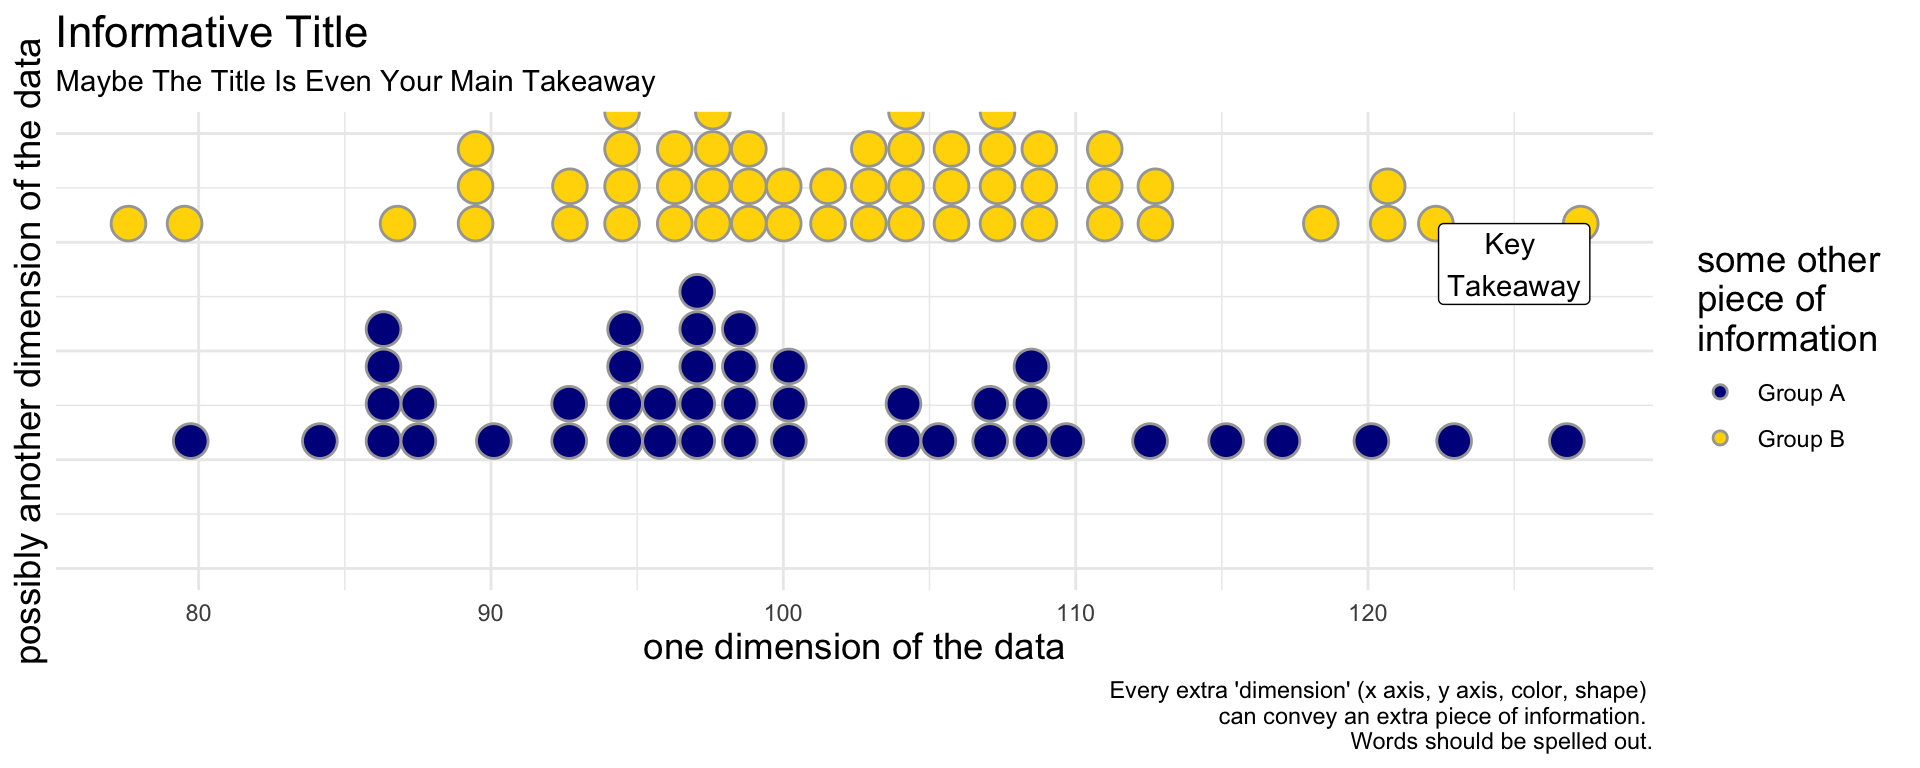 Informative Title
Maybe The Title Is Even Your Main Takeaway
possibly another dimension of the data
Key
Takeaway
80
90
100
110
120
one dimension of the data
some other
piece of
information
Group A
Group B
Every extra 'dimension' (x axis, y axis, color, shape)
can convey an extra piece of information.
Words should be spelled out.